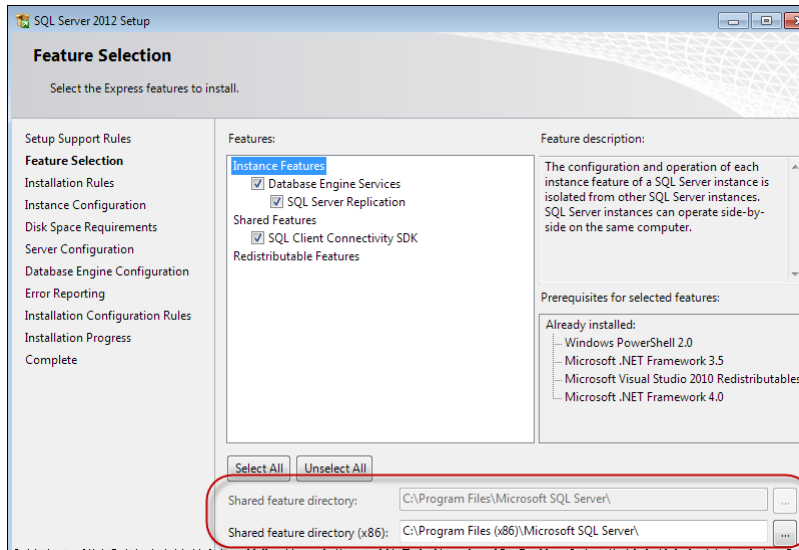 SQL Server 2012 Setup
Feature Selection
Select the Express features to install.
Setup Support Rules
Feature Selection
Installation Rules
Instance Configuration
Disk Space Requirements
Server Configuration
Database Engine Configuration
Error Reporting
Installation Configuration Rules
Installation Progress
Complete
Features:
Instance Features
Database Engine Services
SQL Server Replication
Shared Features
SQL Client Connectivity SDK
Redistributable Features
Feature description:
The configuration and operation of each
instance feature of a SQL Server instance is
isolated from other SQL Server instances.
SQL Server instances can operate side-by-
side on the same computer.
Prerequisites for selected features:
Already installed:
Windows PowerShell 2.0
Microsoft .NET Framework 3.5
Microsoft Visual Studio 2010 Redistributables
Microsoft .NET Framework 4.0
Select All
Unselect All
Shared feature directory:
C:\Program Files\Microsoft SQL Server\
...
Shared feature directory (x86):
C:\Program Files (x86)\Microsoft SQL Server\
...